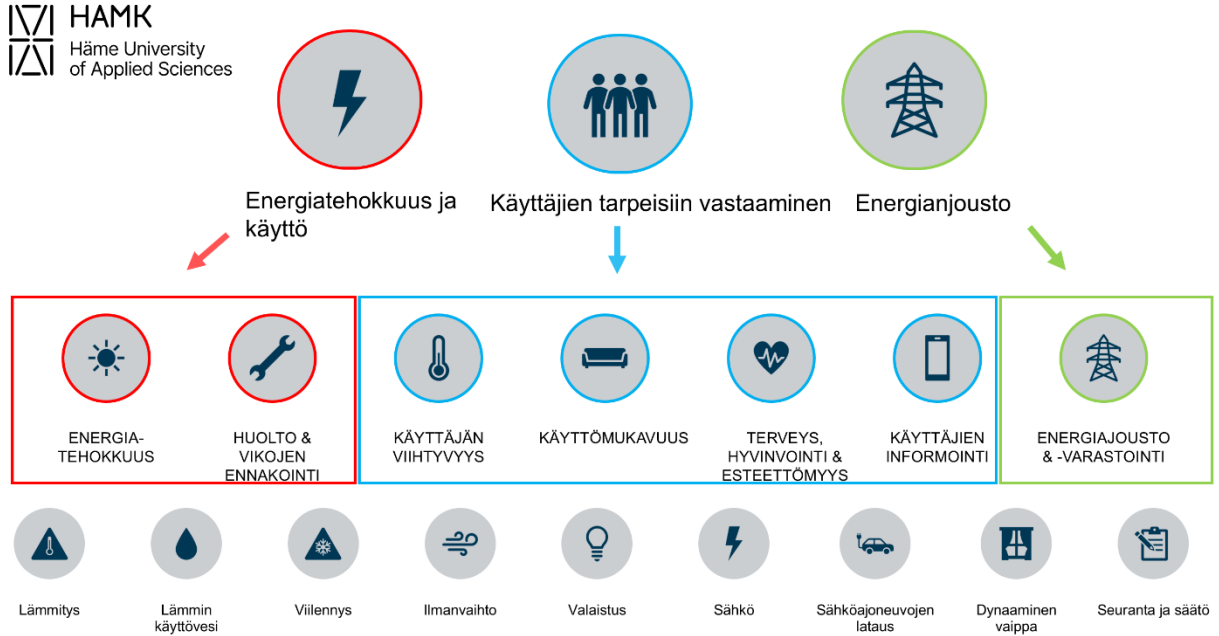 HAMK
Häme University
of Applied Sciences
Energiatehokkuus ja
käyttö
Käyttäjien tarpeisiin vastaaminen
Energianjousto
ENERGIA-
TEHOKKUUS
HUOLTO &
VIKOJEN
ENNAKOINTI
KÄYTTÄJÄN
VIIHTYVYYS
KÄYTTÖMUKAVUUS
TERVEYS,
HYVINVOINTI &
ESTEETTÖMYYS
KÄYTTÄJIEN
INFORMOINTI
ENERGIAJOUSTO
& -VARASTOINTI
Lämmitys
Lämmin
käyttövesi
Viilennys
Ilmanvaihto
Valaistus
Sähkö
Sähköajoneuvojen
lataus
Dynaaminen
vaippa
Seuranta ja säätö